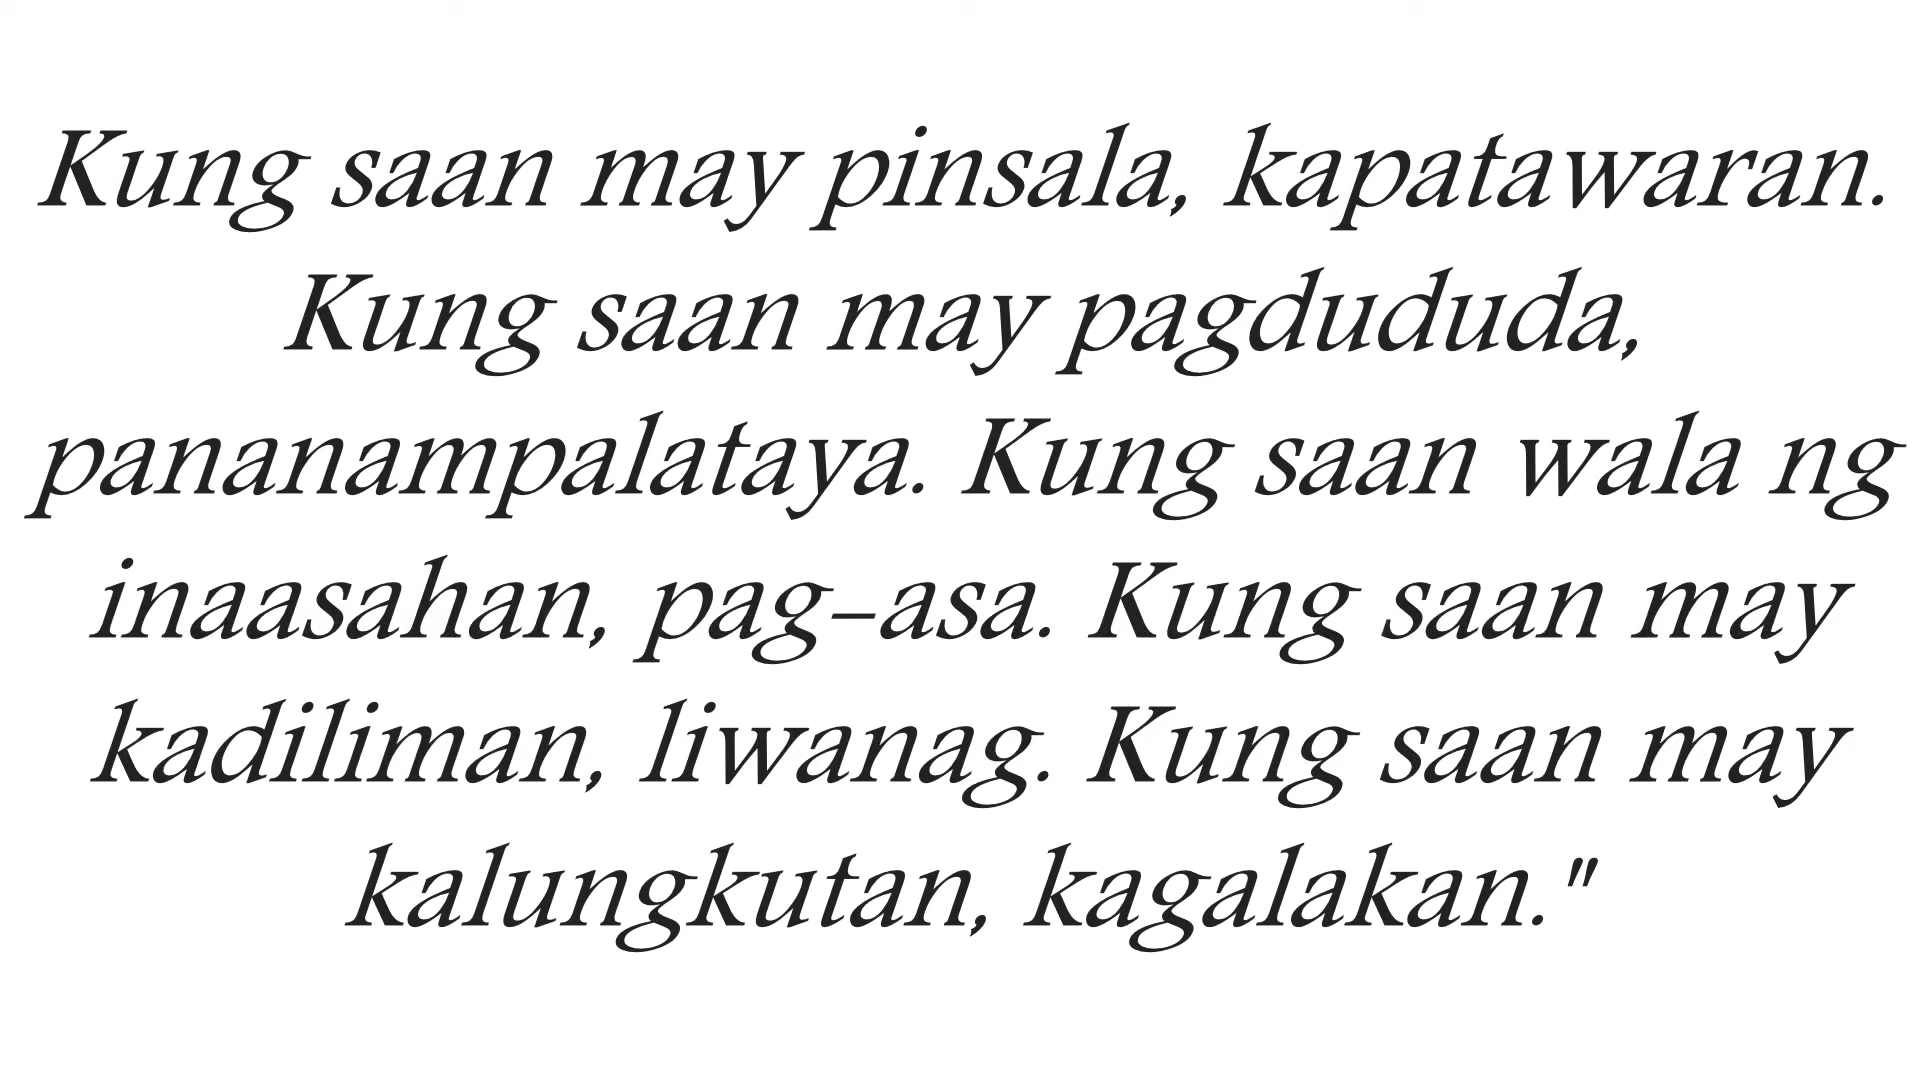 Kung saan may pinsala, kapatawaran.
Kung saan may pagdududa,
pananampalataya. Kung saan wala ng
inaasahan, pag-asa. Kung saan may
kadiliman, liwanag. Kung saan may
kalungkutan, kagalakan."